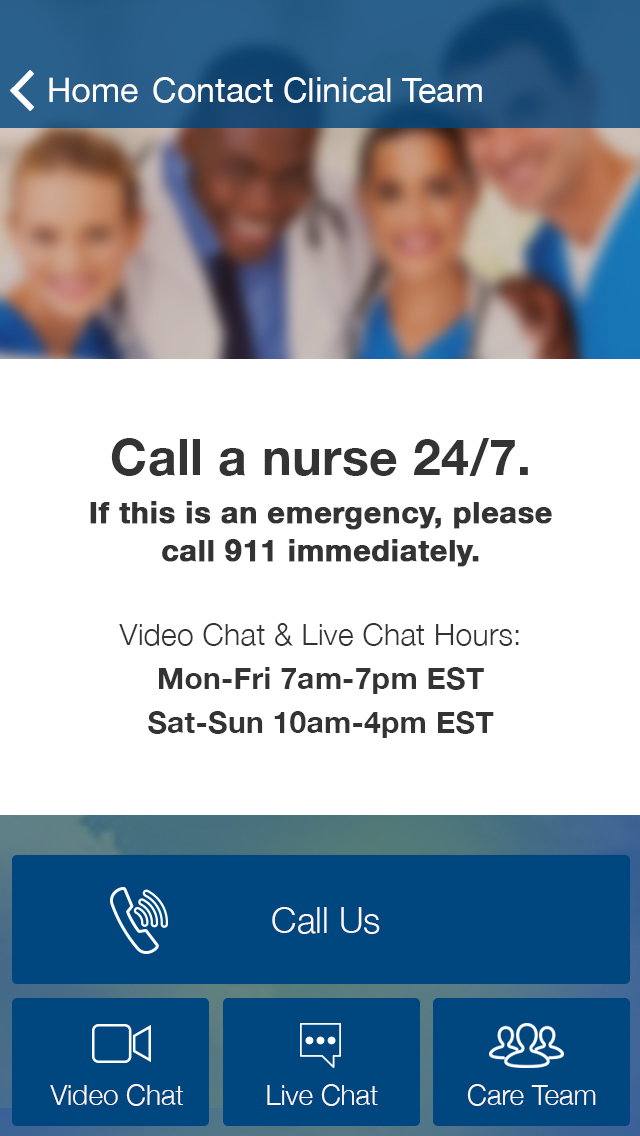 Home Contact Clinical Team
Call a nurse 24/7.
If this is an emergency, please
call 911 immediately.
Video Chat & Live Chat Hours:
Mon-Fri 7am-7pm EST
Sat-Sun 10am-4pm EST
Call Us
Video Chat
Live Chat
Care Team